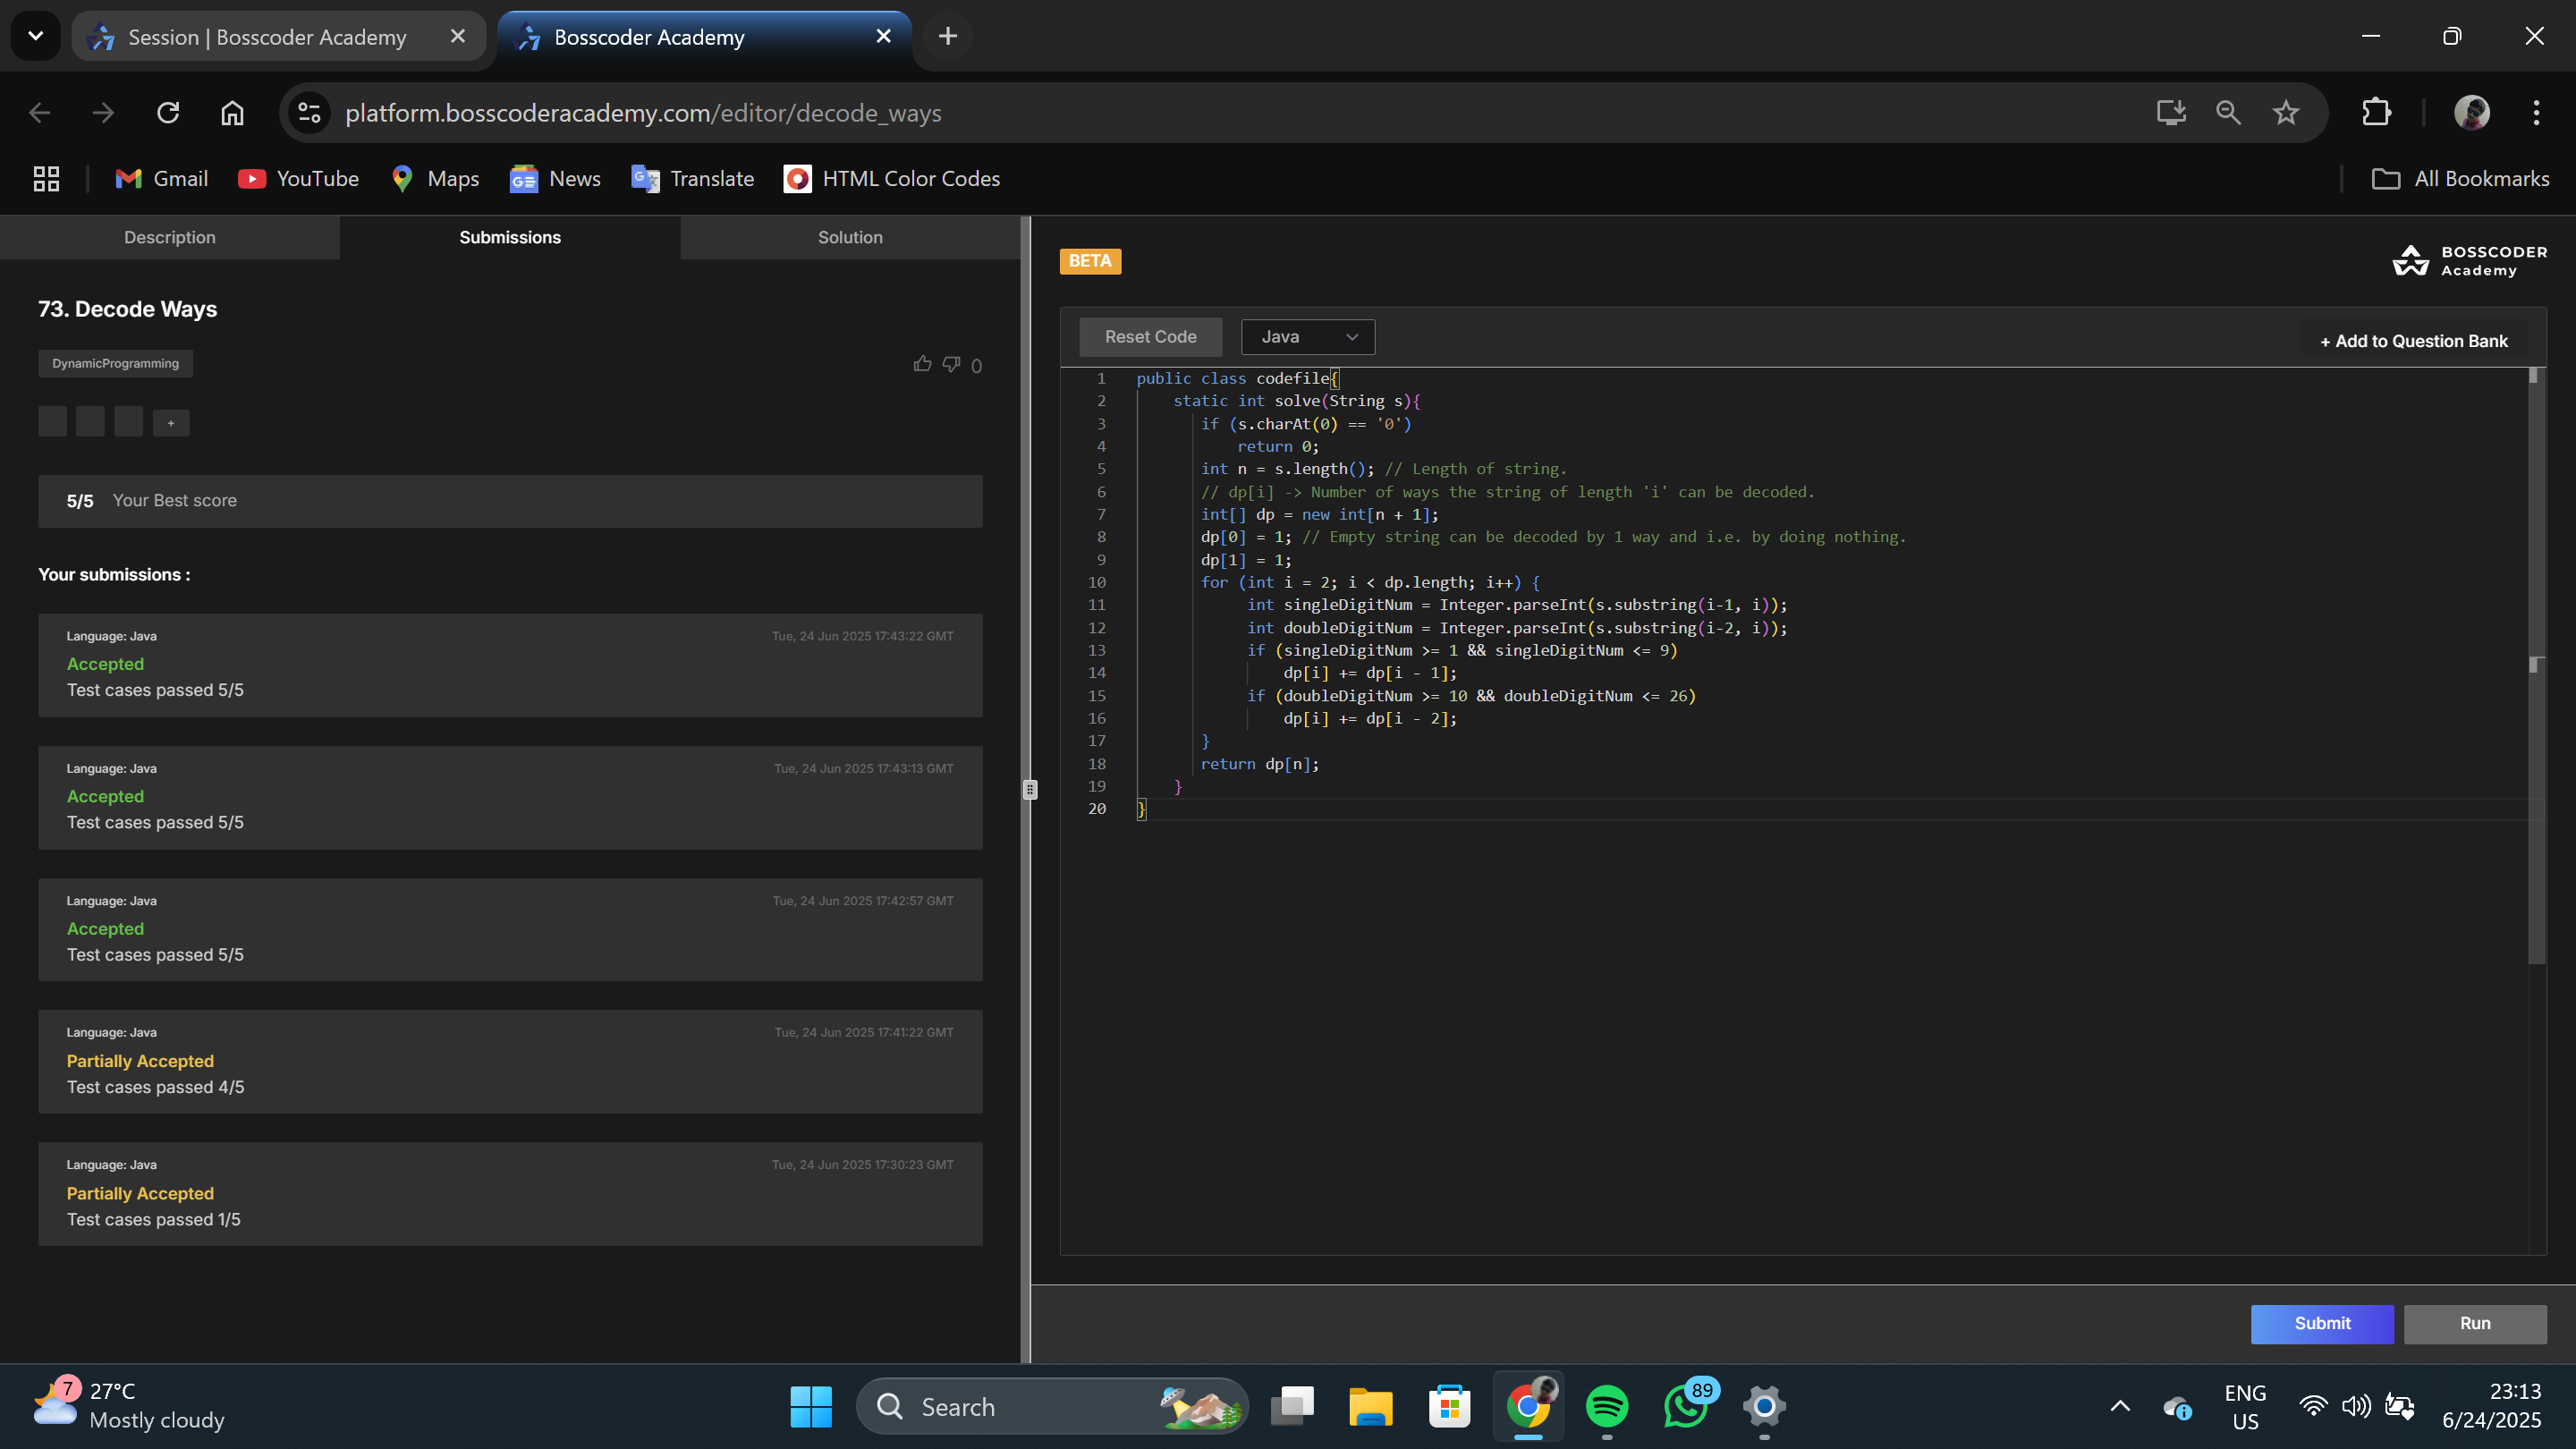 Session | Bosscoder Academy
Bosscoder Academy
platform.bosscoderacademy.com/editor/decode_ways
Gmail
YouTube
Maps
News
Translate
HTML Color Codes
All Bookmarks
Description
Submissions
Solution
73. Decode Ways
DynamicProgramming
0
+
5/5 Your Best score
Your submissions :
Language: Java
Tue, 24 Jun 2025 17:43:22 GMT
Accepted
Test cases passed 5/5
Language: Java
Tue, 24 Jun 2025 17:43:13 GMT
Accepted
Test cases passed 5/5
Language: Java
Tue, 24 Jun 2025 17:42:57 GMT
Accepted
Test cases passed 5/5
Language: Java
Tue, 24 Jun 2025 17:41:22 GMT
Partially Accepted
Test cases passed 4/5
Language: Java
Tue, 24 Jun 2025 17:30:23 GMT
Partially Accepted
Test cases passed 1/5
BETA
BOSSCODER
Academy
Reset Code
Java
+ Add to Question Bank
1 public class codefile{
2 static int solve(String s){
3 if (s.charAt(0) == '0')
4 return 0;
5 int n = s.length(); // Length of string.
6 // dp[i] -> Number of ways the string of length 'i' can be decoded.
7 int[] dp = new int[n + 1];
8 dp[0] = 1; // Empty string can be decoded by 1 way and i.e. by doing nothing.
9 dp[1] = 1;
10 for (int i = 2; i < dp.length; i++) {
11 int singleDigitNum = Integer.parseInt(s.substring(i-1, i));
12 int doubleDigitNum = Integer.parseInt(s.substring(i-2, i));
13 if (singleDigitNum >= 1 && singleDigitNum <= 9)
14 dp[i] += dp[i - 1];
15 if (doubleDigitNum >= 10 && doubleDigitNum <= 26)
16 dp[i] += dp[i - 2];
17 }
18 return dp[n];
19 }
20 }
Submit
Run
7
27°C
Mostly cloudy
Search
89
ENG
US
23:13
6/24/2025